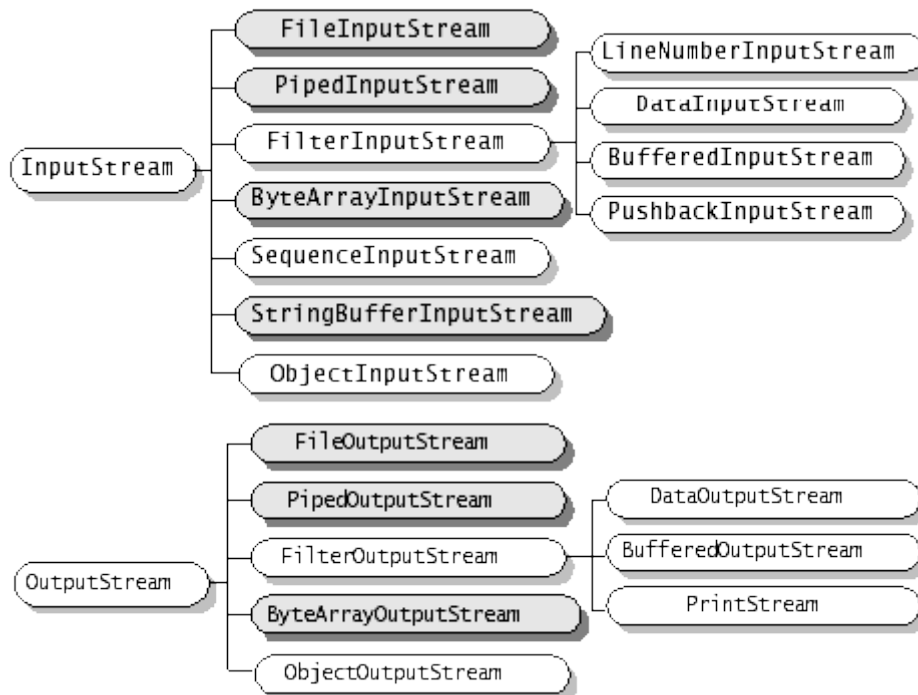 FileInputStream
LineNumberInputStream
PipedInputStream
DataInputStream
FilterInputStream
InputStream
BufferedInputStream
ByteArrayInputStream
PushbackInputStream
SequenceInputStream
StringBufferInputStream
ObjectInputStream
FileOutputStream
PipedOutputStream
DataOutputStream
FilterOutputStream
BufferedOutputStream
OutputStream
ByteArrayOutputStream
PrintStream
ObjectOutputStream